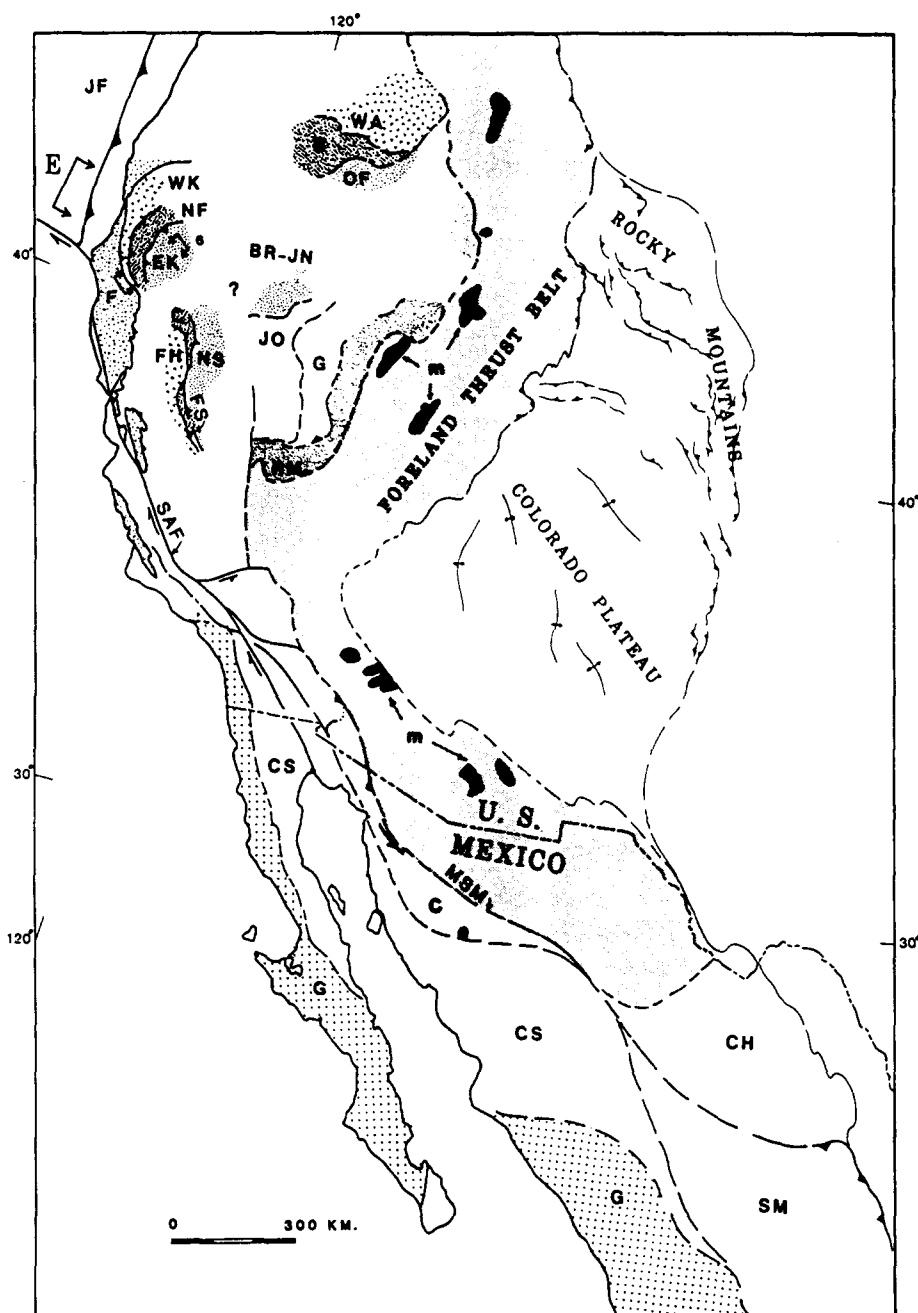 120°
JF
WA
E
OF
WK
NF
ROCKY
6
40°
EK
BR-JN
F
?
JO
FH
NS
G
m
FORELAND THRUST BELT
MOUNTAINS
FS
COLORADO PLATEAU
40°
SAF
m
CS
30°
U. S.
MEXICO
MSM
C
120°
30°
G
CS
CH
G
SM
0 300 KM.